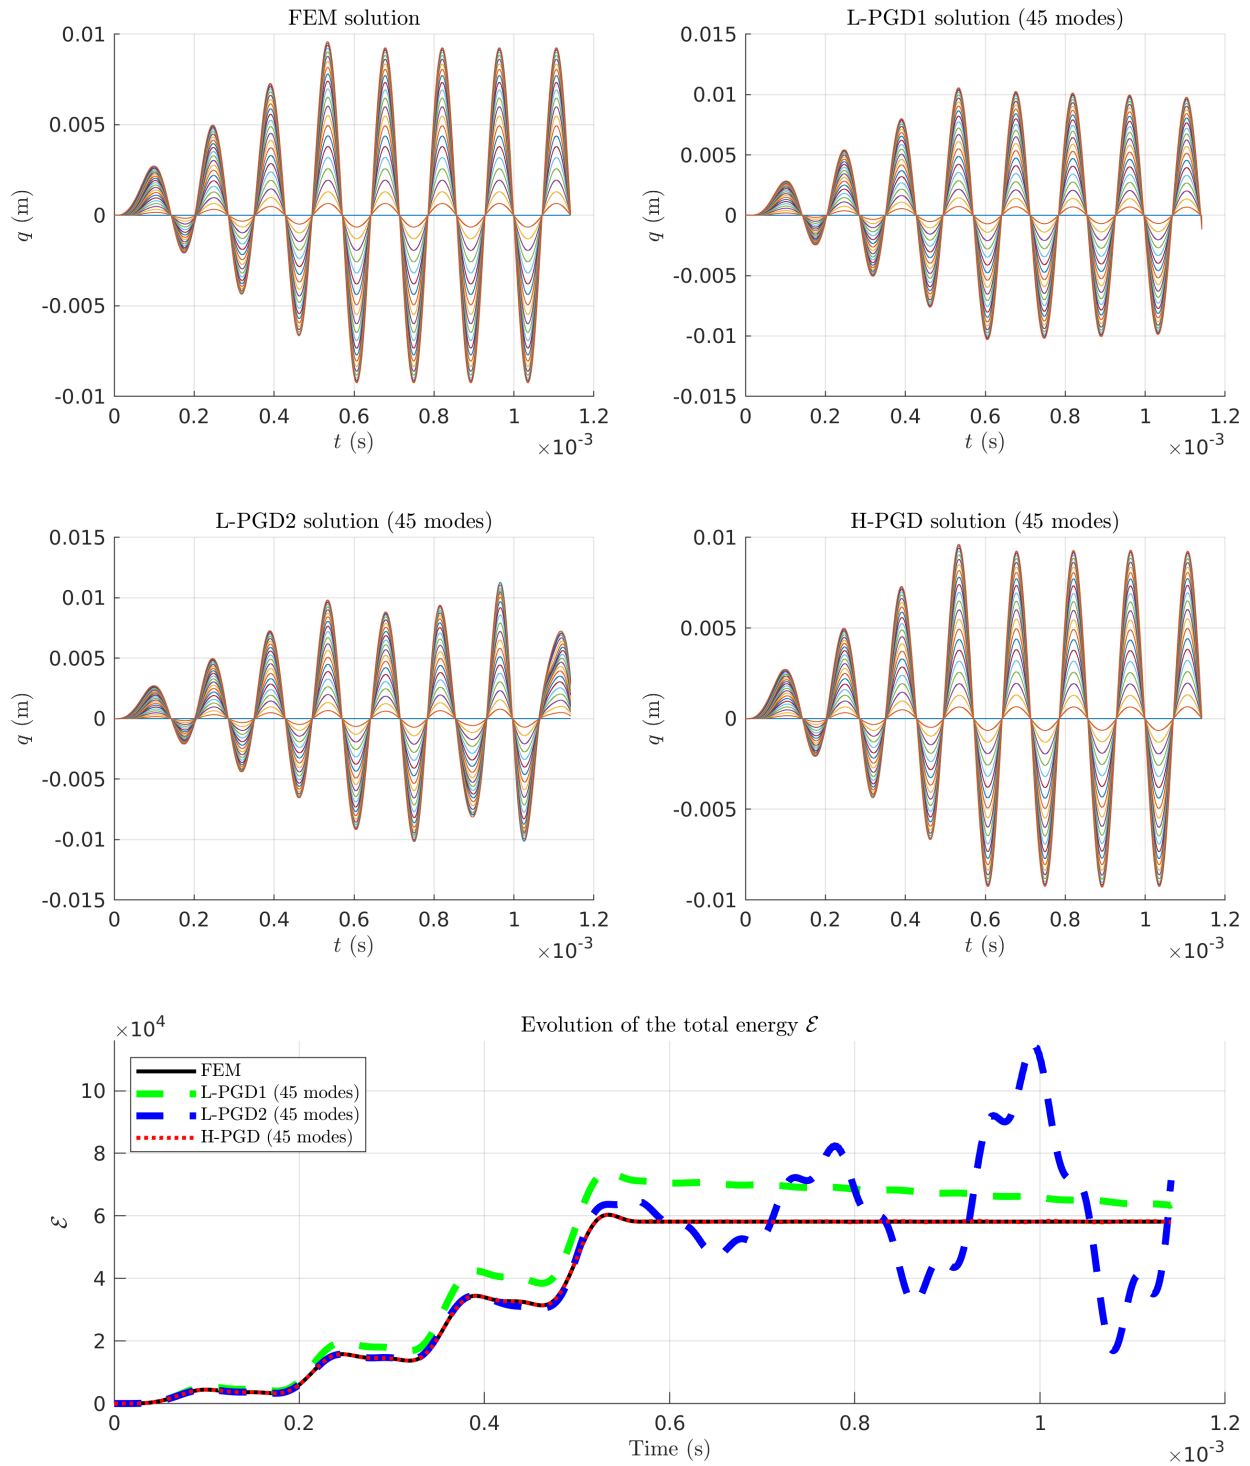 FEM solution
0.01
0.005
0
-0.005
-0.01
q (m)
0 0.2 0.4 0.6 0.8 1 1.2
t (s)
×10-3
L-PGD1 solution (45 modes)
0.015
0.01
0.005
0
-0.005
-0.01
-0.015
q (m)
0 0.2 0.4 0.6 0.8 1 1.2
t (s)
×10-3
L-PGD2 solution (45 modes)
0.015
0.01
0.005
0
-0.005
-0.01
-0.015
q (m)
0 0.2 0.4 0.6 0.8 1 1.2
t (s)
×10-3
H-PGD solution (45 modes)
0.01
0.005
0
-0.005
-0.01
q (m)
0 0.2 0.4 0.6 0.8 1 1.2
t (s)
×10-3
Evolution of the total energy ℰ
×104
10
8
6
4
2
0
ℰ
FEM
L-PGD1 (45 modes)
L-PGD2 (45 modes)
H-PGD (45 modes)
0 0.2 0.4 0.6 0.8 1 1.2
Time (s)
×10-3